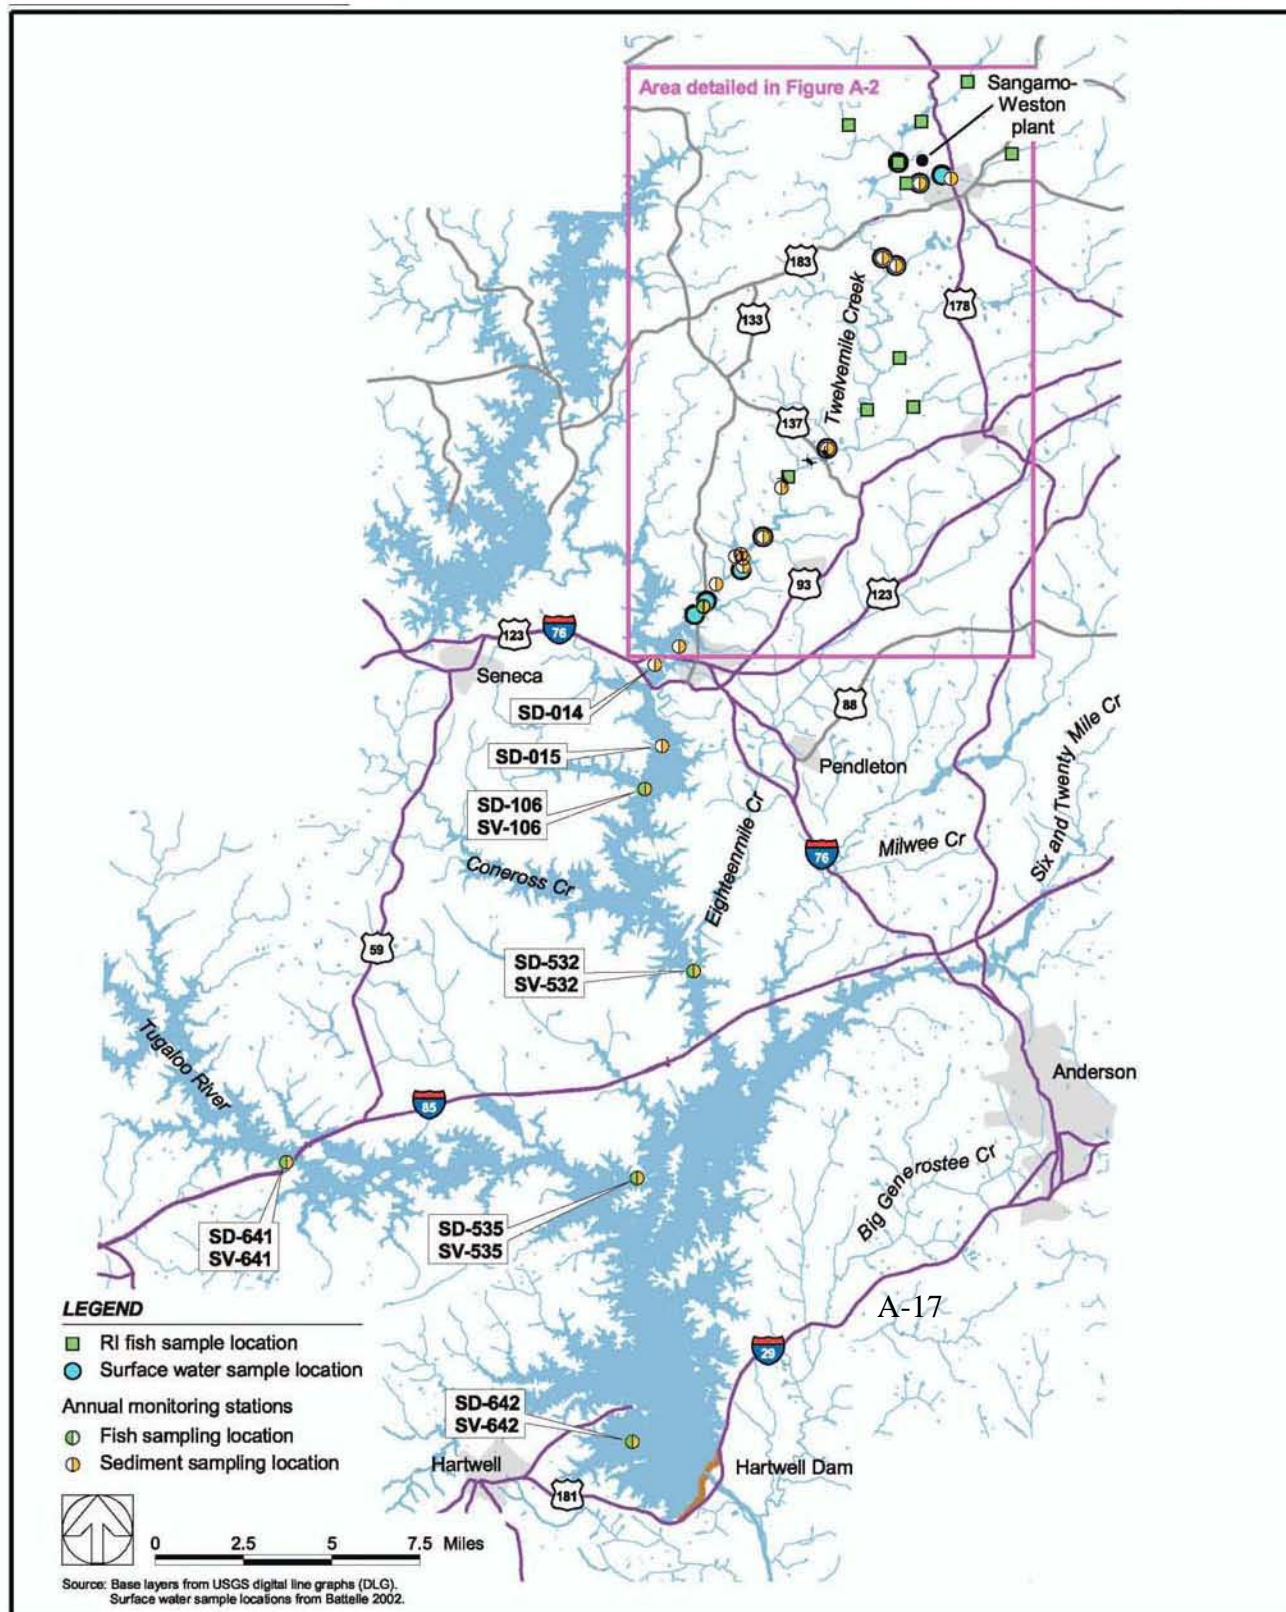 Area detailed in Figure A-2
Sangamo-
Weston
plant
183
133
178
Twelvemile Creek
137
93
123
123
76
Seneca
SD-014
88
SD-015
Pendleton
SD-106
SV-106
Six and Twenty Mile Cr
Eighteenmile Cr
76
Milwee Cr
Coneross Cr
59
SD-532
SV-532
Tugaloo River
Anderson
85
Big Generostee Cr
SD-641
SV-641
SD-535
SV-535
A-17
29
LEGEND
RI fish sample location
Surface water sample location
Annual monitoring stations
Fish sampling location
Sediment sampling location
SD-642
SV-642
Hartwell
Hartwell Dam
181
0 2.5 5 7.5 Miles
Source: Base layers from USGS digital line graphs (DLG).
Surface water sample locations from Battelle 2002.